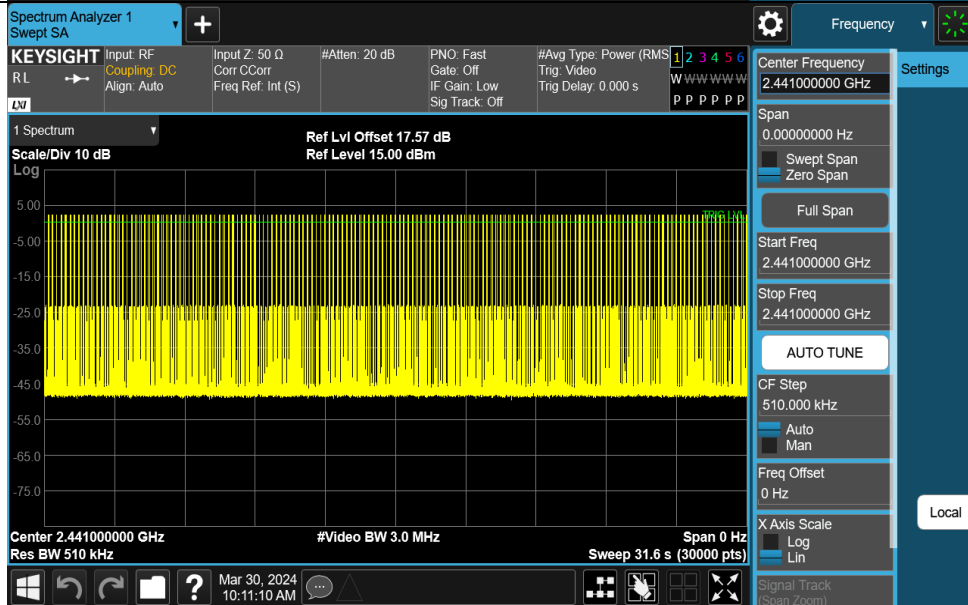 Spectrum Analyzer 1
Swept SA
+
Frequency
KEYSIGHT
RL
LXI
Input: RF
Coupling: DC
Align: Auto
Input Z: 50 Ω
Corr CCorr
Freq Ref: Int (S)
#Atten: 20 dB
PNO: Fast
Gate: Off
IF Gain: Low
Sig Track: Off
#Avg Type: Power (RMS
Trig: Video
Trig Delay: 0.000 s
1 2 3 4 5 6
W W W W W W
P P P P P P
Center Frequency
2.441000000 GHz
Settings
1 Spectrum
Scale/Div 10 dB
Ref Lvl Offset 17.57 dB
Ref Level 15.00 dBm
Log
5.00
-5.00
-15.0
-25.0
-35.0
-45.0
-55.0
-65.0
-75.0
TRIG LVL
Center 2.441000000 GHz
Res BW 510 kHz
#Video BW 3.0 MHz
Span 0 Hz
Sweep 31.6 s (30000 pts)
Span
0.00000000 Hz
Swept Span
Zero Span
Full Span
Start Freq
2.441000000 GHz
Stop Freq
2.441000000 GHz
AUTO TUNE
CF Step
510.000 kHz
Auto
Man
Freq Offset
0 Hz
X Axis Scale
Log
Lin
Signal Track
(Span Zoom)
Local
?
Mar 30, 2024
10:11:10 AM